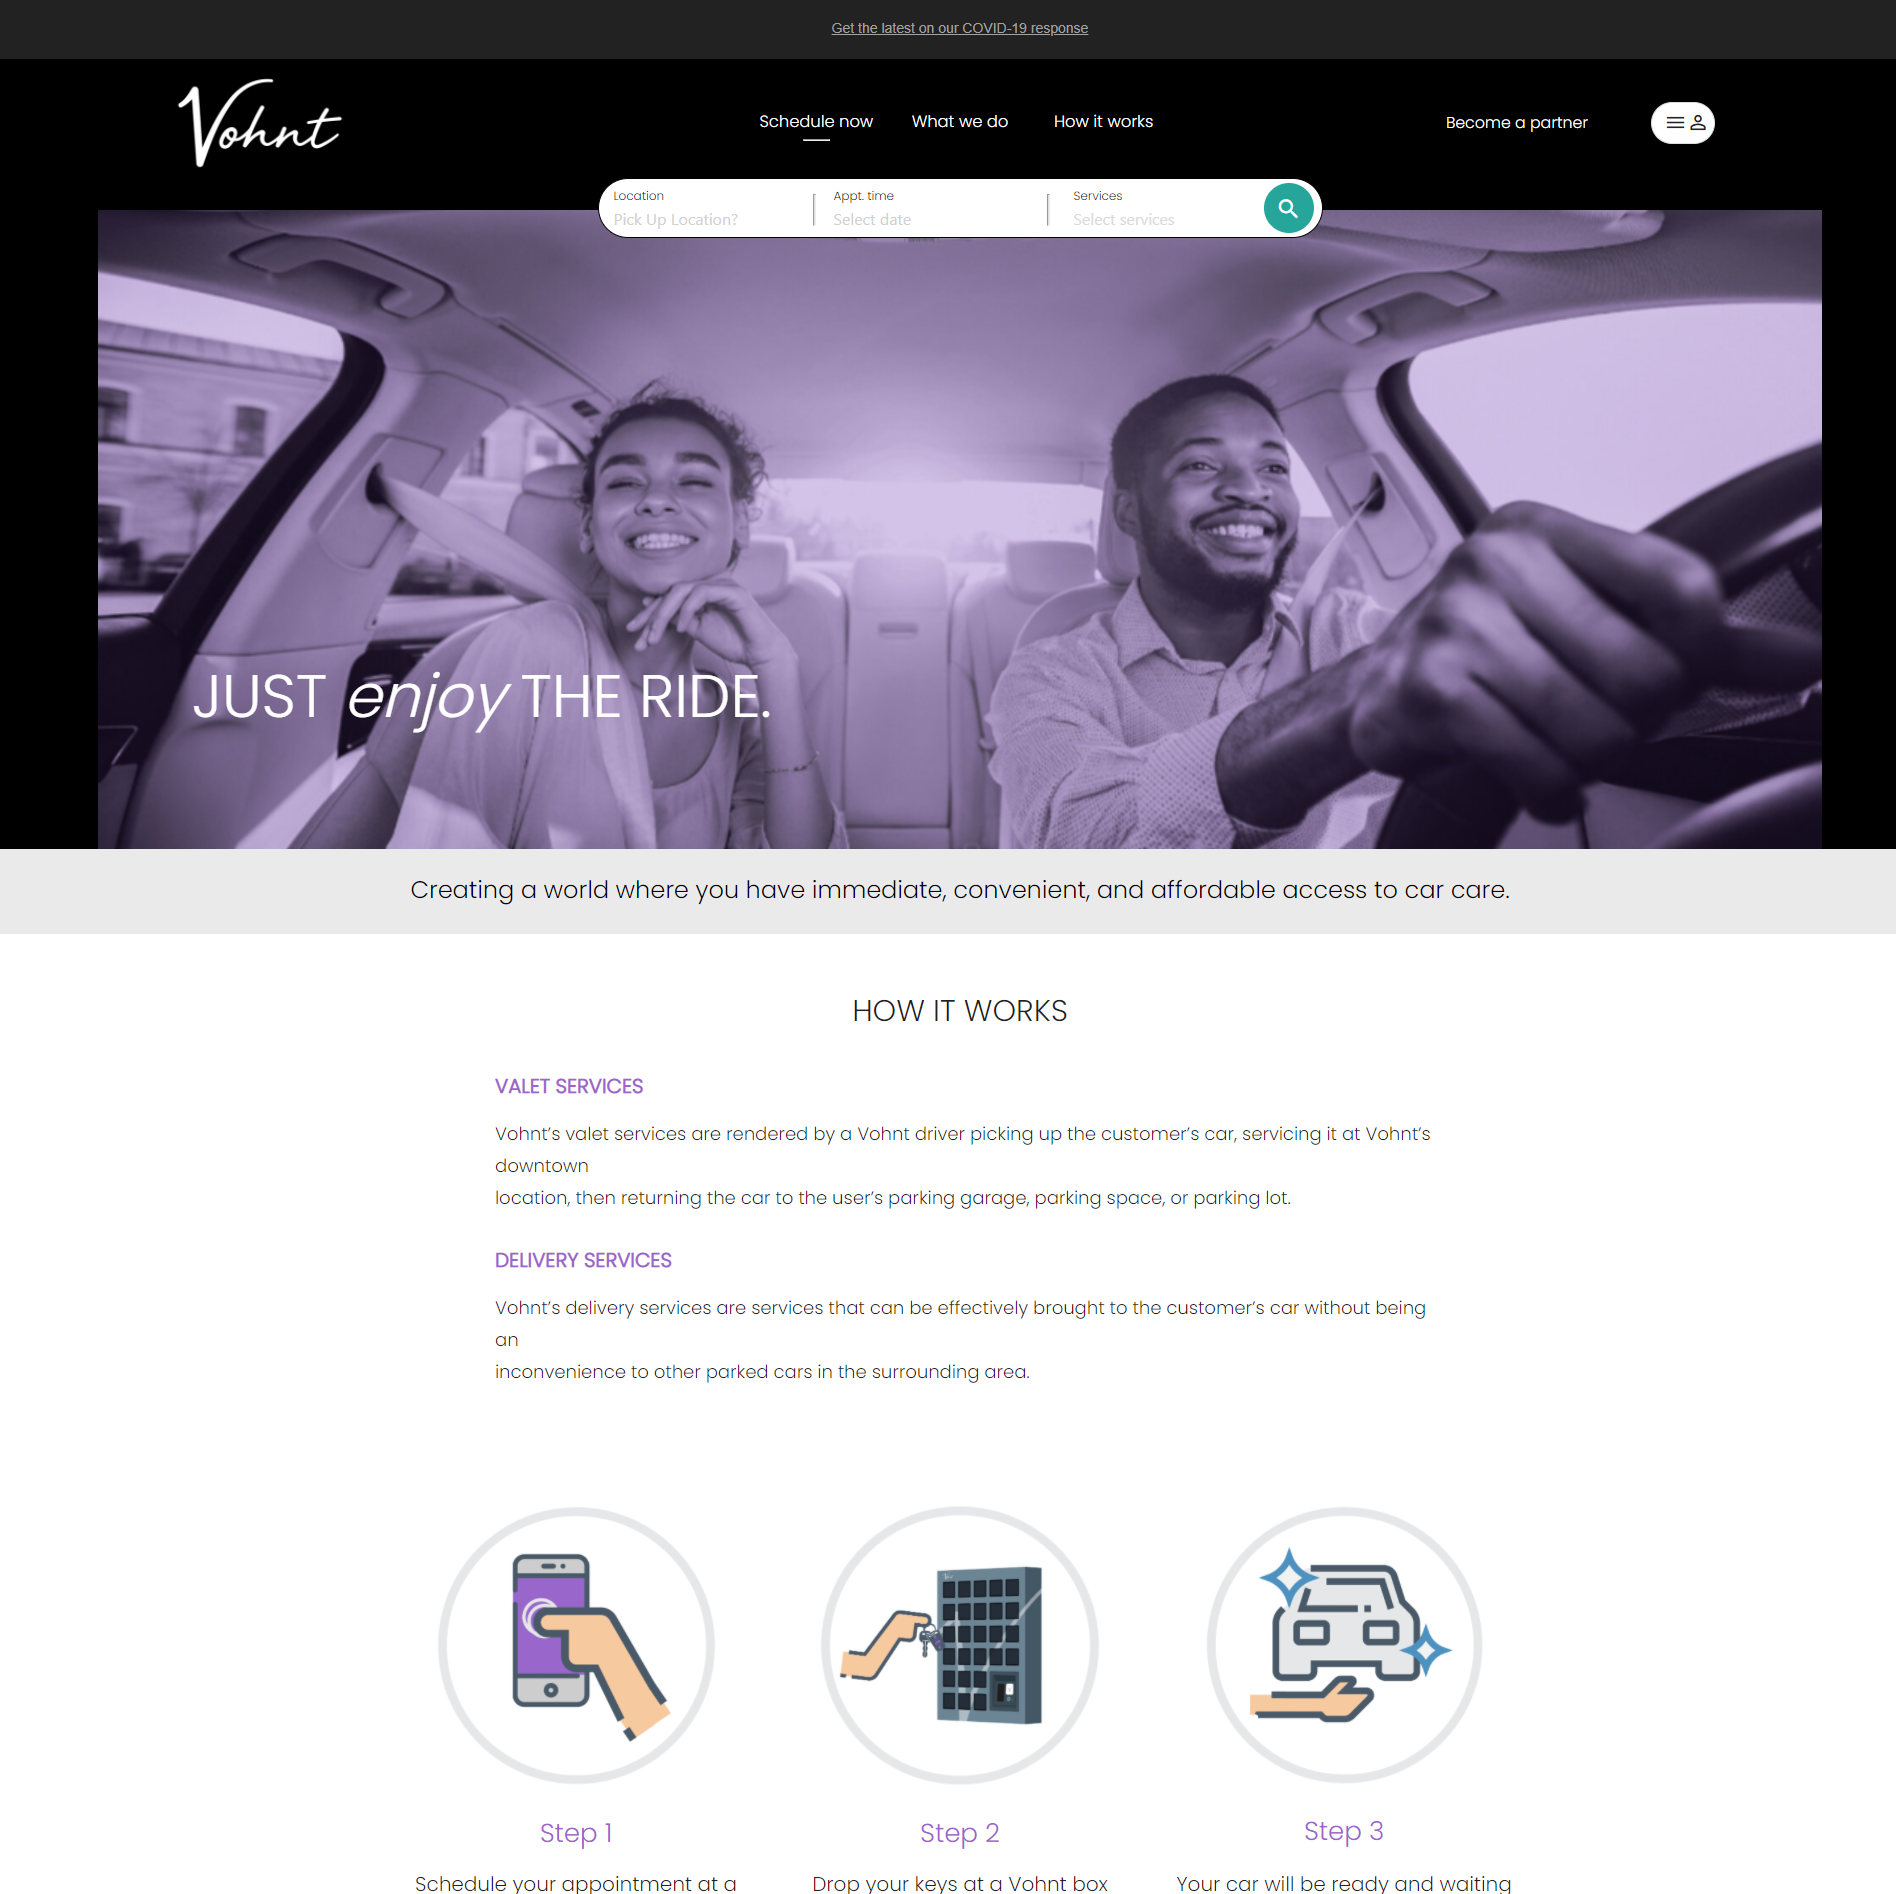 Get the latest on our COVID-19 response
Vohnt
Schedule now What we do How it works Become a partner
Location Appt. time Services
Pick Up Location? Select date Select services
JUST enjoy THE RIDE.
Creating a world where you have immediate, convenient, and affordable access to car care.
HOW IT WORKS
VALET SERVICES
Vohnt’s valet services are rendered by a Vohnt driver picking up the customer’s car, servicing it at Vohnt’s
downtown
location, then returning the car to the user’s parking garage, parking space, or parking lot.
DELIVERY SERVICES
Vohnt’s delivery services are services that can be effectively brought to the customer’s car without being
an
inconvenience to other parked cars in the surrounding area.
Step 1 Step 2 Step 3
Schedule your appointment at a Drop your keys at a Vohnt box Your car will be ready and waiting